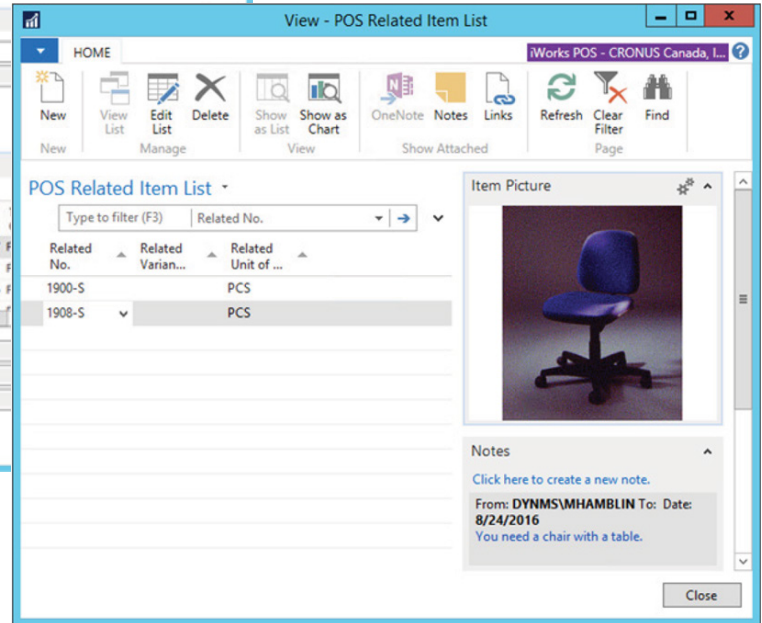 View - POS Related Item List
HOME
iWorks POS - CRONUS Canada, I...
New
View List
Edit List
Delete
Show as List
Show as Chart
OneNote
Notes
Links
Refresh
Clear Filter
Find
New
Manage
View
Show Attached
Page
POS Related Item List
Type to filter (F3)
Related No.
Related No.
Related Varian...
Related Unit of ...
1900-S PCS
1908-S PCS
Item Picture
Notes
Click here to create a new note.
From: DYNMS\MHAMBLIN To: Date:
8/24/2016
You need a chair with a table.
Close